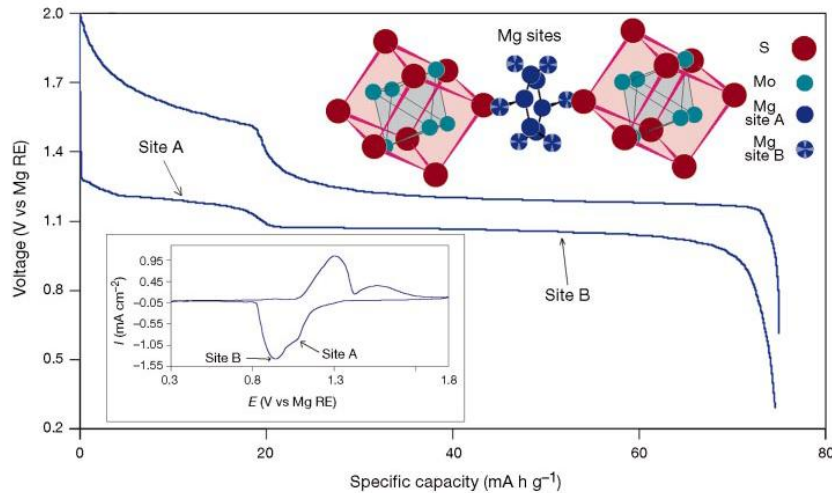 Mg sites
S
Mo
Mg
site A
Mg
site B
Voltage (V vs Mg RE)
2.0
1.7
1.4
1.1
0.8
0.5
0.2
Site A
Site B
I (mA cm⁻²)
0.95
0.45
-0.05
-0.55
-1.05
-1.55
Site B
Site A
0.3 0.8 1.3 1.8
E (V vs Mg RE)
0 20 40 60 80
Specific capacity (mA h g⁻¹)